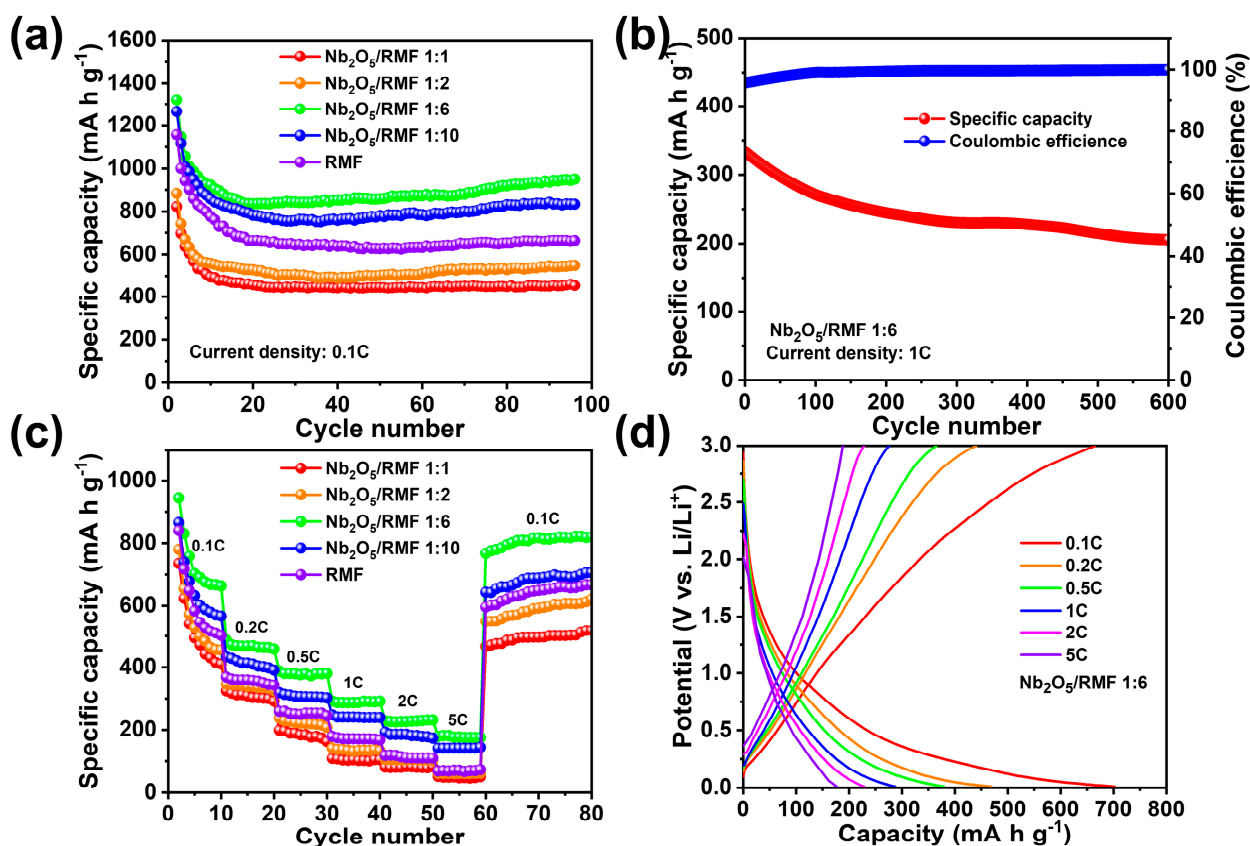 (a)
1600
1400
1200
1000
800
600
400
200
0
Specific capacity (mA h g⁻¹)
Nb₂O₅/RMF 1:1
Nb₂O₅/RMF 1:2
Nb₂O₅/RMF 1:6
Nb₂O₅/RMF 1:10
RMF
Current density: 0.1C
0 20 40 60 80 100
Cycle number
(b)
500
450
400
350
300
250
200
150
100
50
0
Specific capacity (mA h g⁻¹)
Specific capacity
Coulombic efficience
Nb₂O₅/RMF 1:6
Current density: 1C
100
80
60
40
20
0
Coulombic efficiency (%)
0 100 200 300 400 500 600
Cycle number
(c)
1000
800
600
400
200
0
Specific capacity (mA h g⁻¹)
Nb₂O₅/RMF 1:1
Nb₂O₅/RMF 1:2
Nb₂O₅/RMF 1:6
Nb₂O₅/RMF 1:10
RMF
0.1C
0.2C
0.5C
1C
2C
5C
0.1C
0 10 20 30 40 50 60 70 80
Cycle number
(d)
3.0
2.5
2.0
1.5
1.0
0.5
0.0
Potential (V vs. Li/Li⁺)
0.1C
0.2C
0.5C
1C
2C
5C
Nb₂O₅/RMF 1:6
0 100 200 300 400 500 600 700 800
Capacity (mA h g⁻¹)